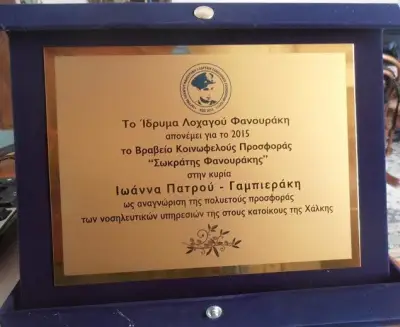 Το Ίδρυμα Λοχαγού Φανουράκη
απονέμει για το 2015
το Βραβείο Κοινωφελούς Προσφοράς
"Σωκράτης Φανουράκης"
στην κυρία
Ιωάννα Πατρού - Γαμπιεράκη
ως αναγνώριση της πολυετούς προσφοράς
των νοσηλευτικών υπηρεσιών της στους κατοίκους της Χάλκης